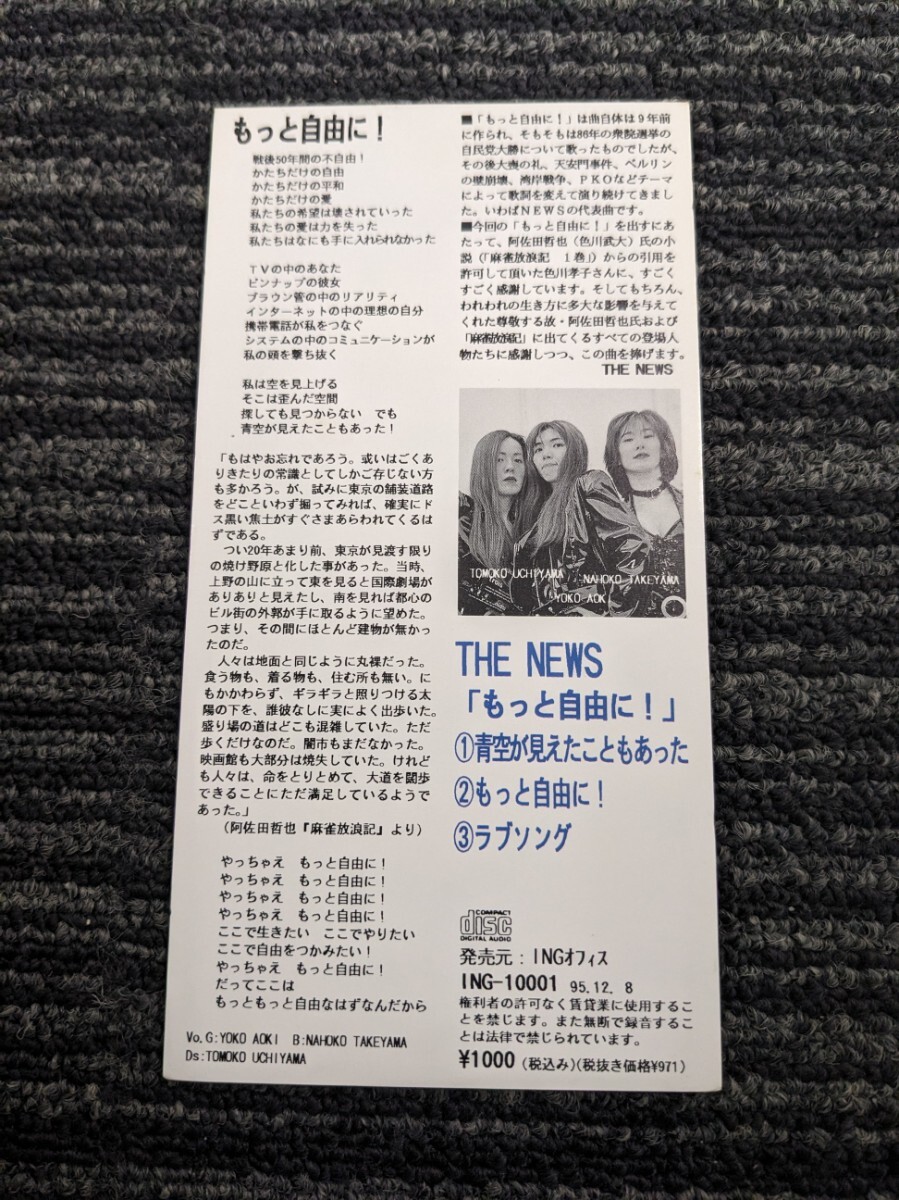 もっと自由に！
戦後50年間の不自由！
かたちだけの自由
かたちだけの平和
かたちだけの愛
私たちの希望は壊されていった
私たちの愛は力を失った
私たちはなにも手に入れられなかった
ＴＶの中のあなた
ピンナップの彼女
ブラウン管の中のリアリティ
インターネットの中の理想の自分
携帯電話が私をつなぐ
システムの中のコミュニケーションが
私の頭を撃ち抜く
私は空を見上げる
そこは歪んだ空間
探しても見つからない　でも
青空が見えたこともあった！
「もはやお忘れであろう。或いはごくあ
りきたりの常識としてしかご存じない方
も多かろう。が、試みに東京の舗装道路
をどこといわず掘ってみれば、確実にド
ス黒い焦土がすぐさまあらわれてくるは
ずである。
つい20年あまり前、東京が見渡す限り
の焼け野原と化した事があった。当時、
上野の山に立って東を見ると国際劇場が
ありありと見えたし、南を見れば都心の
ビル街の外郭が手に取るように望めた。
つまり、その間にほとんど建物が無かっ
たのだ。
人々は地面と同じように丸裸だった。
食う物も、着る物も、住む所も無い。に
もかかわらず、ギラギラと照りつける太
陽の下を、誰彼なしに実によく出歩いた。
盛り場の道はどこも混雑していた。ただ
歩くだけなのだ。闇市もまだなかった。
映画館も大部分は焼失していた。けれど
も人々は、命をとりとめて、大道を闊歩
できることにただ満足しているようで
あった。」
（阿佐田哲也『麻雀放浪記』より）
やっちゃえ　もっと自由に！
やっちゃえ　もっと自由に！
やっちゃえ　もっと自由に！
やっちゃえ　もっと自由に！
ここで生きたい　ここでやりたい
ここで自由をつかみたい！
やっちゃえ　もっと自由に！
だってここは
もっともっと自由なはずなんだから
Vo.G:YOKO AOKI　B:NAHOKO TAKEYAMA
Ds:TOMOKO UCHIYAMA
■「もっと自由に！」は曲自体は９年前
に作られ、そもそもは86年の衆院選挙の
自民党大勝について歌ったものでしたが、
その後大喪の礼、天安門事件、ベルリン
の壁崩壊、湾岸戦争、ＰＫＯなどテーマ
によって歌詞を変えて演り続けてきまし
た。いわばＮＥＷＳの代表曲です。
■今回の「もっと自由に！」を出すにあ
たって、阿佐田哲也（色川武大）氏の小
説（「麻雀放浪記　１巻」）からの引用を
許可して頂いた色川孝子さんに、すごく
すごく感謝しています。そしてもちろん、
われわれの生き方に多大な影響を与えて
くれた尊敬する故・阿佐田哲也氏および
「麻雀放浪記」に出てくるすべての登場人
物たちに感謝しつつ、この曲を捧げます。
THE NEWS
TOMOKO UCHIYAMA
NAHOKO TAKEYAMA
YOKO AOKI
THE NEWS
「もっと自由に！」
①青空が見えたこともあった
②もっと自由に！
③ラブソング
COMPACT
disc
DIGITAL AUDIO
発売元：INGオフィス
ING-10001 95.12. 8
権利者の許可なく賃貸業に使用するこ
とを禁じます。また無断で録音するこ
とは法律で禁じられています。
¥1000（税込み）（税抜き価格¥971）